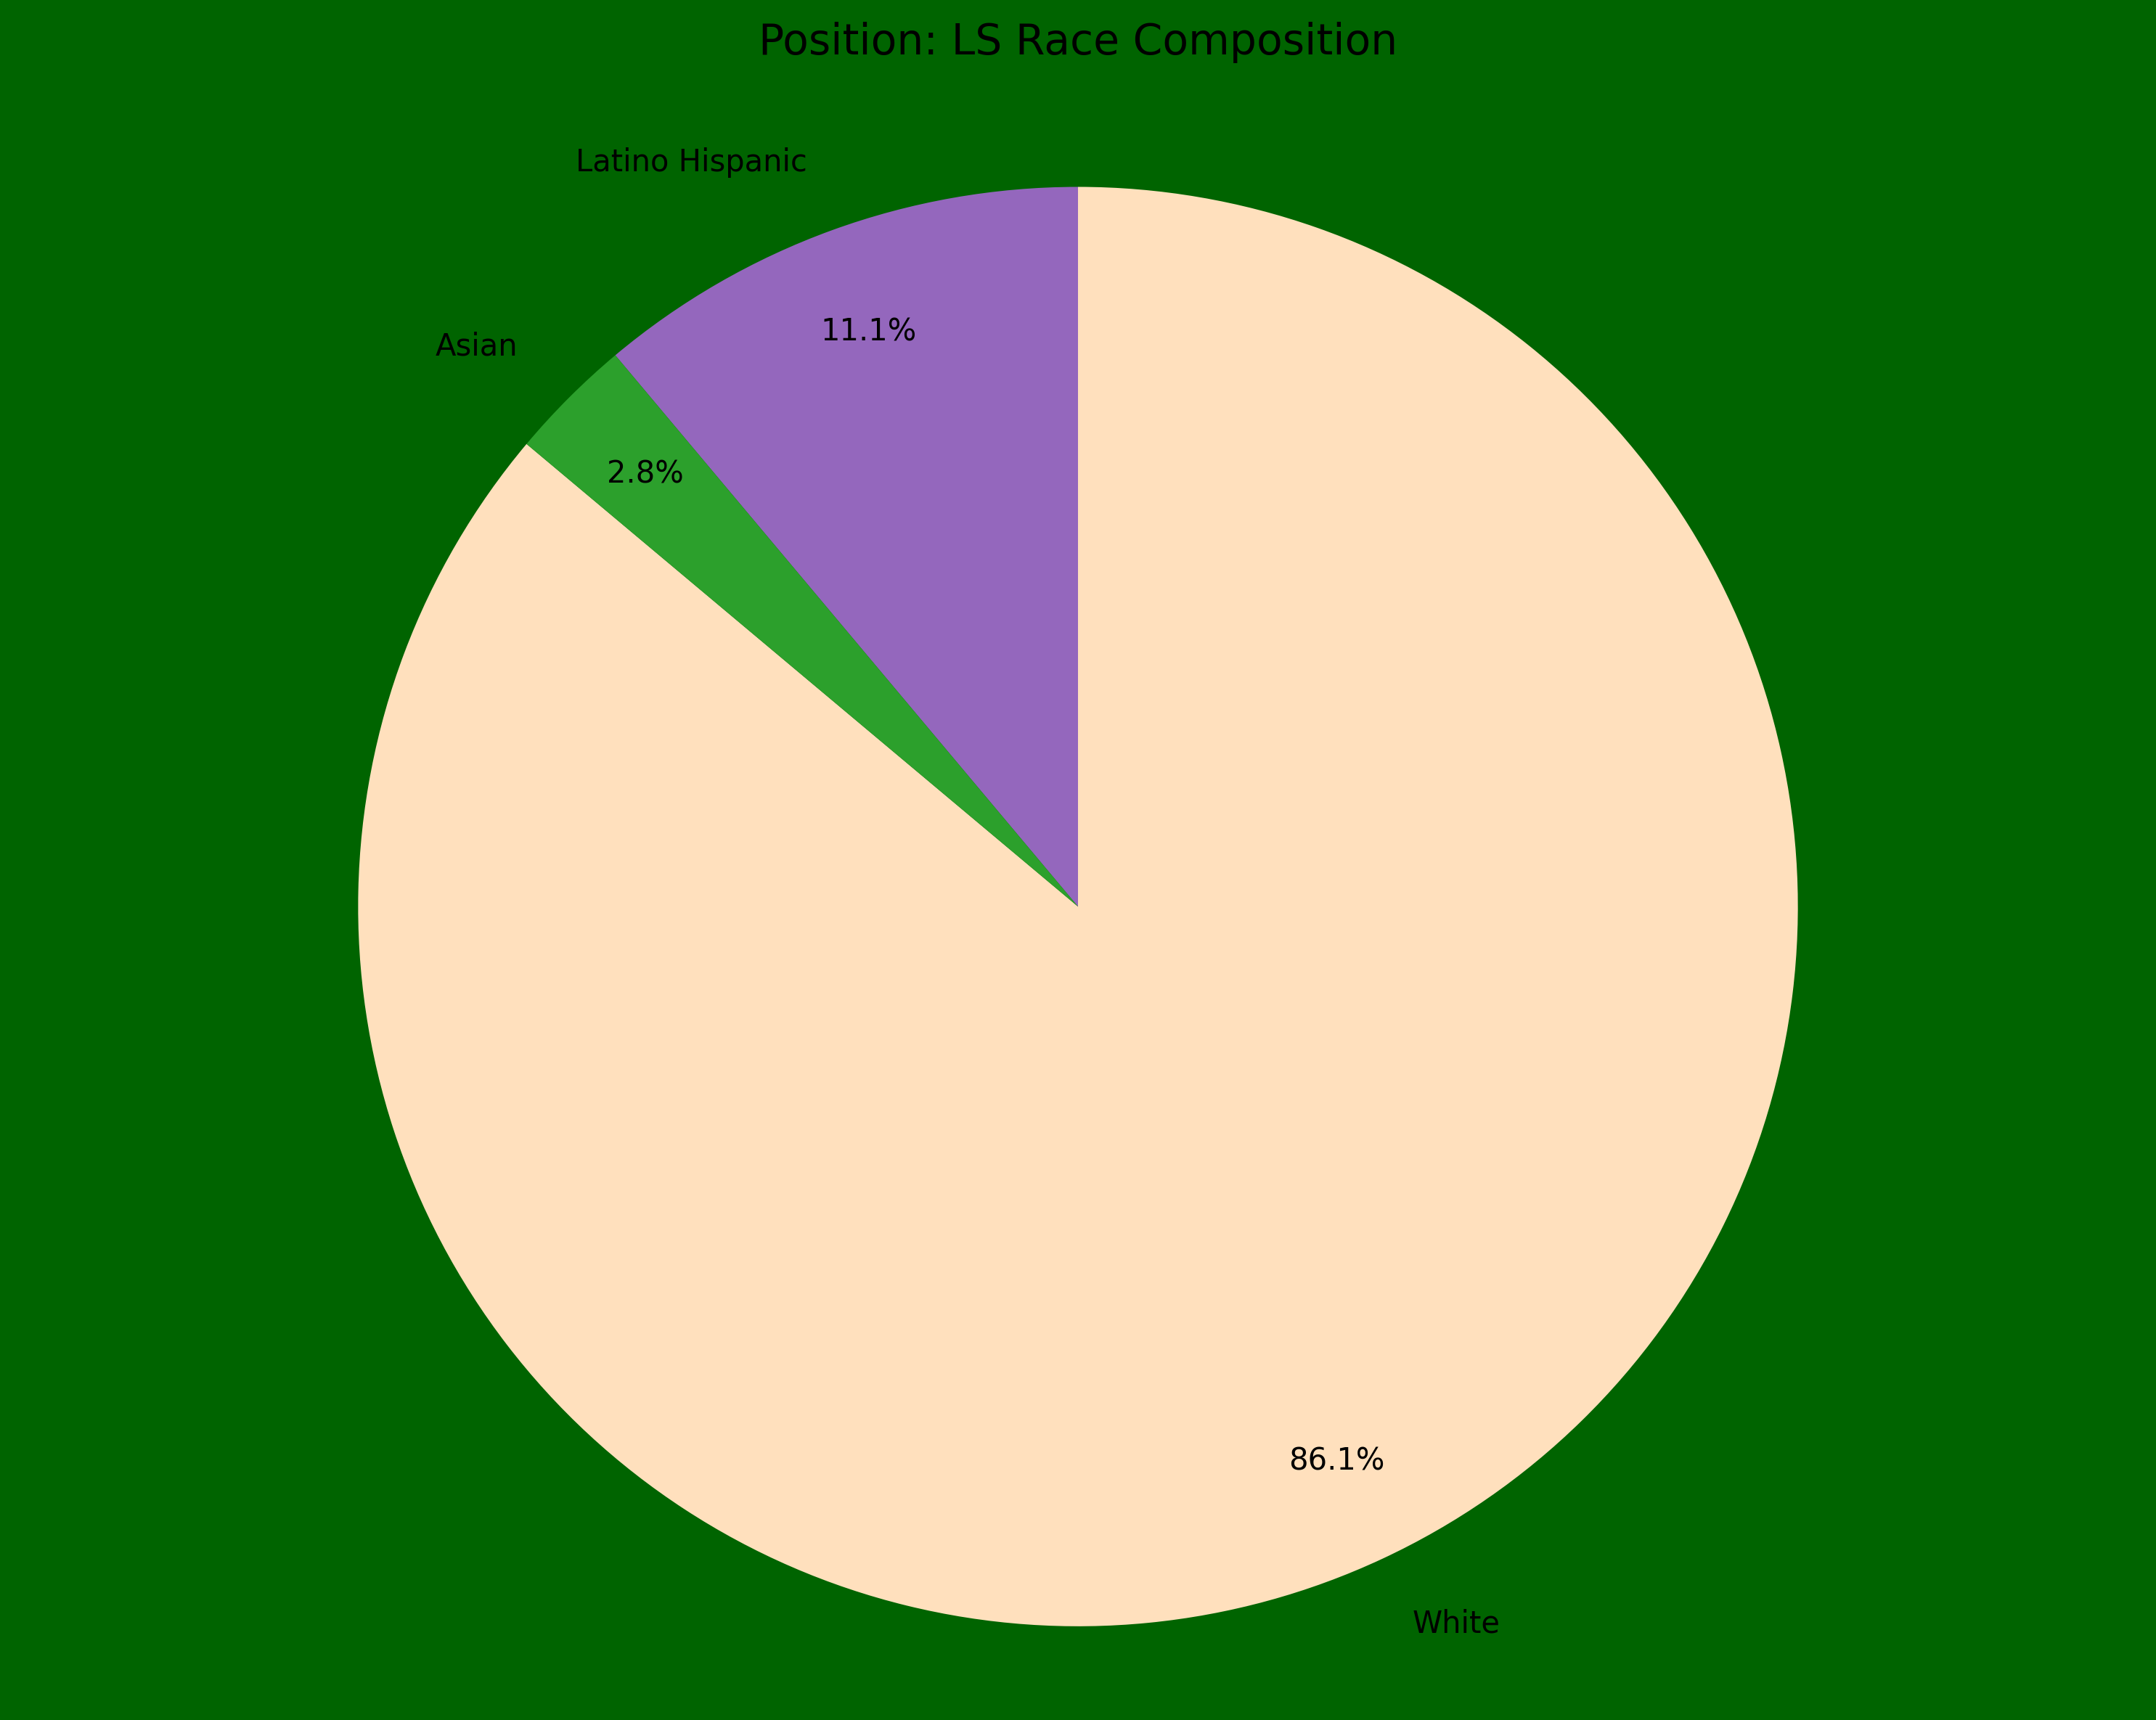 Position: LS Race Composition
Latino Hispanic
11.1%
Asian
2.8%
86.1%
White